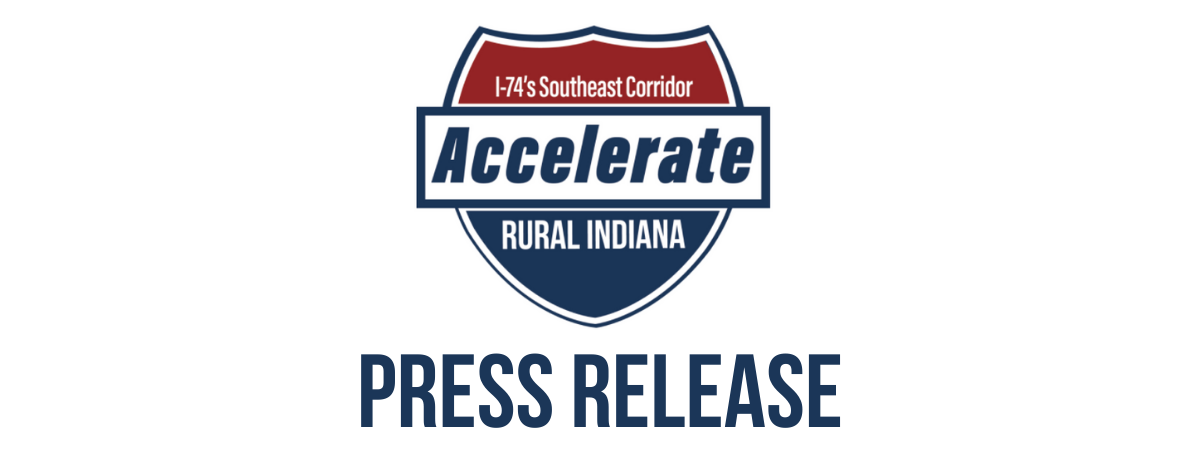 I-74's Southeast Corridor
Accelerate
RURAL INDIANA
PRESS RELEASE